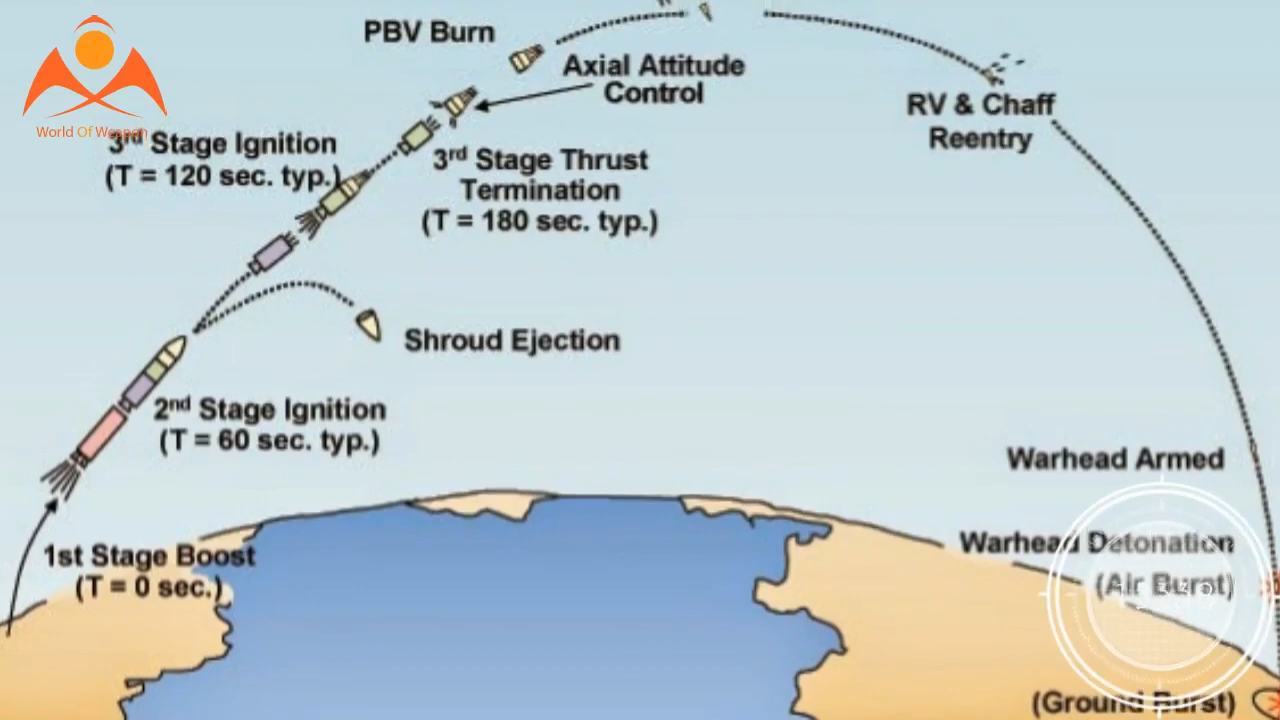 World Of Weapon
PBV Burn
Axial Attitude
Control
RV & Chaff
Reentry
3rd Stage Ignition
(T = 120 sec. typ.)
3rd Stage Thrust
Termination
(T = 180 sec. typ.)
Shroud Ejection
2nd Stage Ignition
(T = 60 sec. typ.)
Warhead Armed
1st Stage Boost
(T = 0 sec.)
Warhead Detonation
(Air Burst)
(Ground Burst)